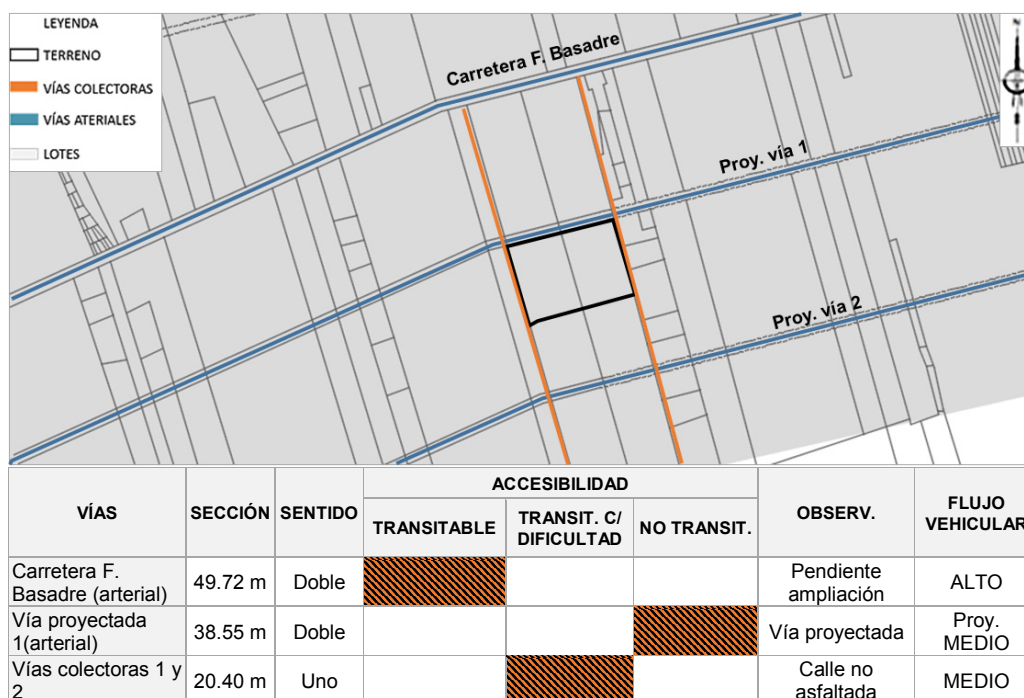 LEYENDA
TERRENO
VÍAS COLECTORAS
VÍAS ATERIALES
LOTES
Carretera F. Basadre
Proy. vía 1
Proy. vía 2
N
VÍAS
SECCIÓN
SENTIDO
ACCESIBILIDAD
TRANSITABLE
TRANSIT. C/
DIFICULTAD
NO TRANSIT.
OBSERV.
FLUJO
VEHICULAR
Carretera F.
Basadre (arterial)
49.72 m
Doble
Pendiente
ampliación
ALTO
Vía proyectada
1(arterial)
38.55 m
Doble
Vía proyectada
Proy.
MEDIO
Vías colectoras 1 y
2
20.40 m
Uno
Calle no
asfaltada
MEDIO